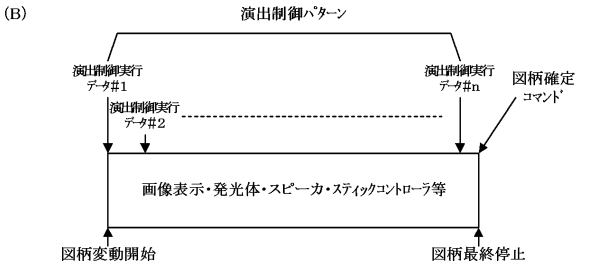 (B)
演出制御パターン
演出制御実行
データ#1
演出制御実行
データ#2
演出制御実行
データ#n
図柄確定
コマンド
画像表示・発光体・スピーカ・スティックコントローラ等
図柄変動開始
図柄最終停止